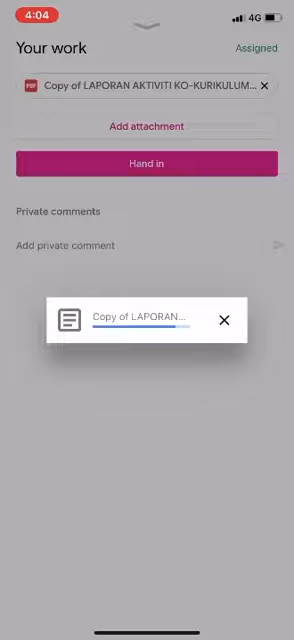 4:04
4G
Your work
Assigned
PDF
Copy of LAPORAN AKTIVITI KO-KURIKULUM...
Add attachment
Hand in
Private comments
Add private comment
Copy of LAPORAN...